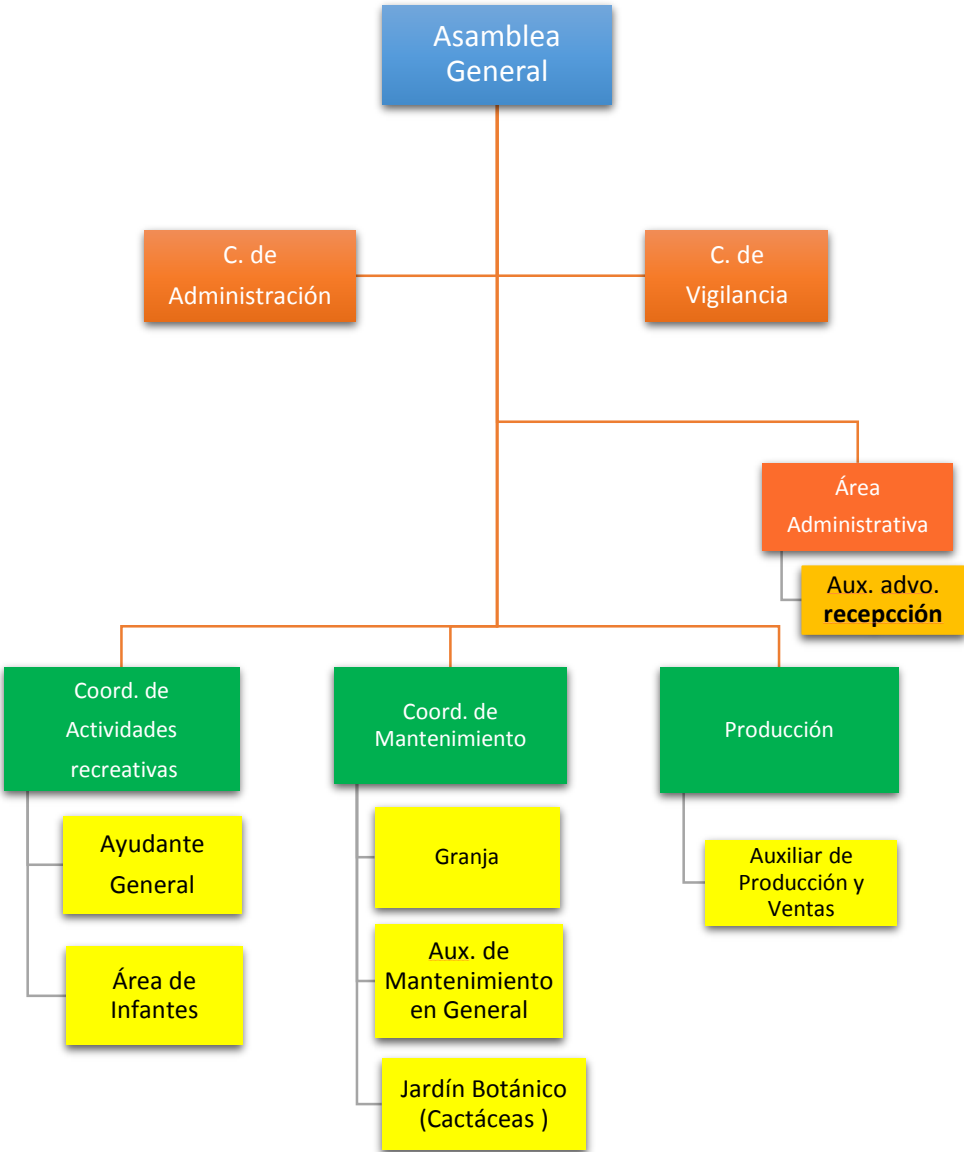 Asamblea
General
C. de
Administración
C. de
Vigilancia
Área
Administrativa
Aux. advo.
recepcción
Coord. de
Actividades
recreativas
Coord. de
Mantenimiento
Producción
Ayudante
General
Área de
Infantes
Granja
Aux. de
Mantenimiento
en General
Jardín Botánico
(Cactáceas )
Auxiliar de
Producción y
Ventas